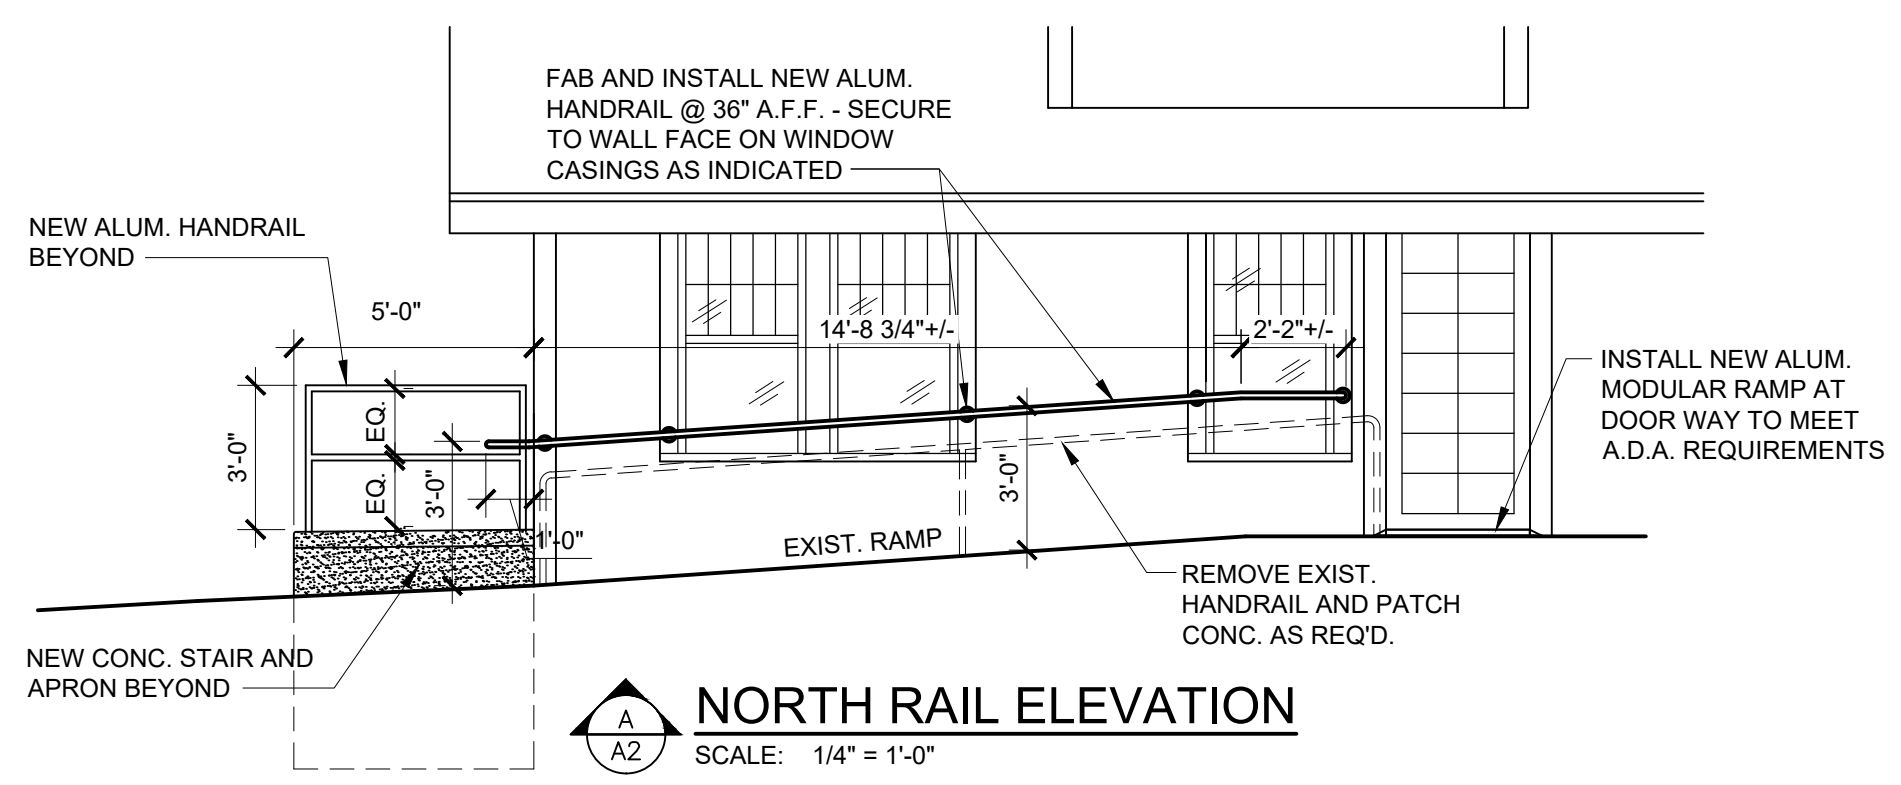 FAB AND INSTALL NEW ALUM.
HANDRAIL @ 36" A.F.F. - SECURE
TO WALL FACE ON WINDOW
CASINGS AS INDICATED
NEW ALUM. HANDRAIL
BEYOND
5'-0"
14'-8 3/4"+/-
2'-2"+/-
INSTALL NEW ALUM.
MODULAR RAMP AT
DOOR WAY TO MEET
A.D.A. REQUIREMENTS
3'-0"
EQ.
EQ.
3'-0"
1'-0"
3'-0"
EXIST. RAMP
REMOVE EXIST.
HANDRAIL AND PATCH
CONC. AS REQ'D.
NEW CONC. STAIR AND
APRON BEYOND
A
A2
NORTH RAIL ELEVATION
SCALE: 1/4" = 1'-0"